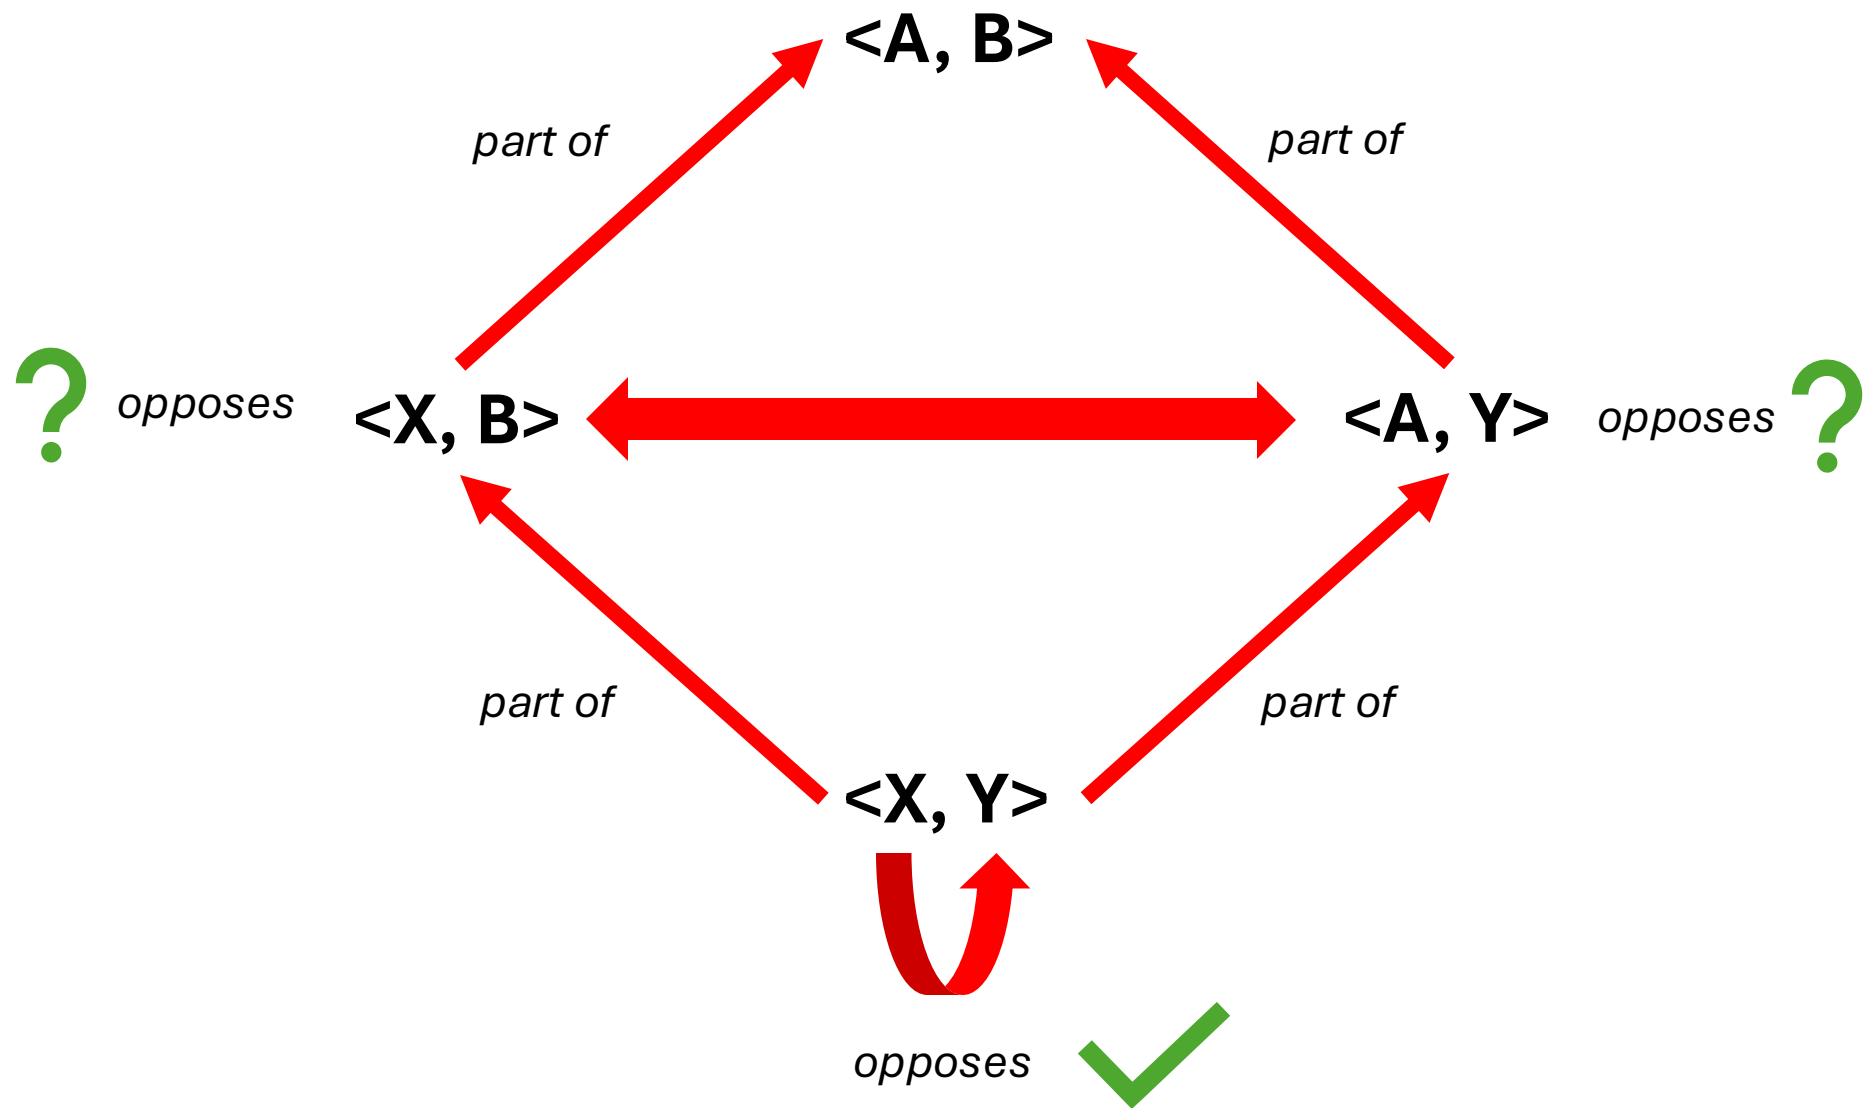 <A, B>
part of
part of
? opposes
<X, B>
<A, Y>
opposes ?
part of
part of
<X, Y>
opposes